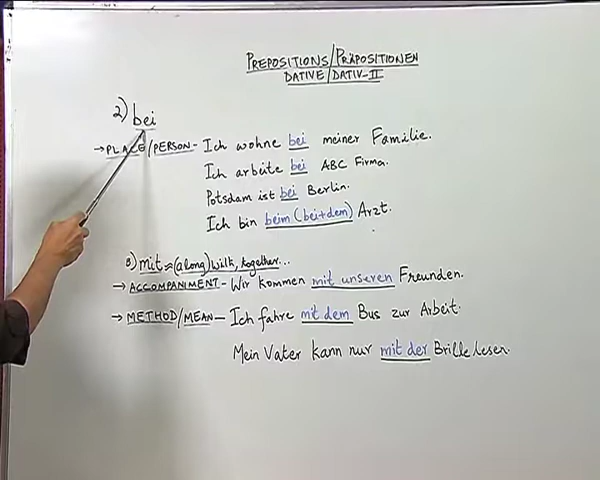 PREPOSITIONS/PRÄPOSITIONEN
DATIVE/DATIV-II
2) bei
→PLACE/PERSON- Ich wohne bei meiner Familie.
Ich arbeite bei ABC Firma.
Potsdam ist bei Berlin.
Ich bin beim (bei+dem) Arzt.
3) mit≈(along)with, together...
→ ACCOMPANIMENT- Wir kommen mit unseren Freunden.
→ METHOD/MEAN- Ich fahre mit dem Bus zur Arbeit.
Mein Vater kann nur mit der Brille lesen.